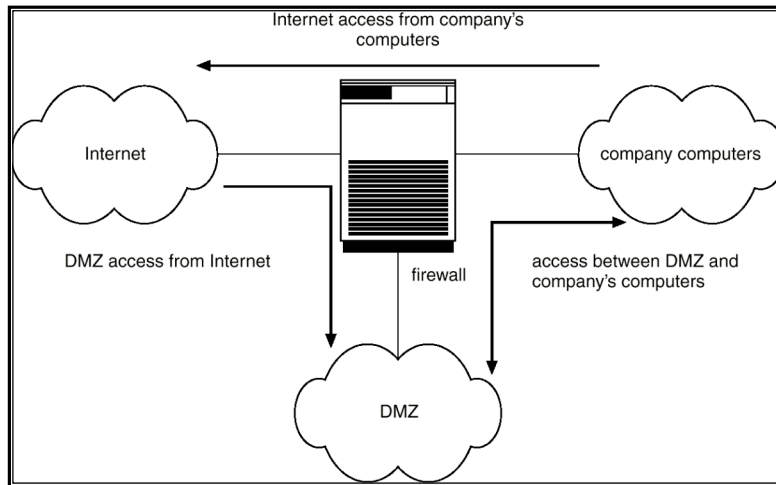 Internet access from company's
computers
Internet
company computers
DMZ access from Internet
firewall
access between DMZ and
company's computers
DMZ